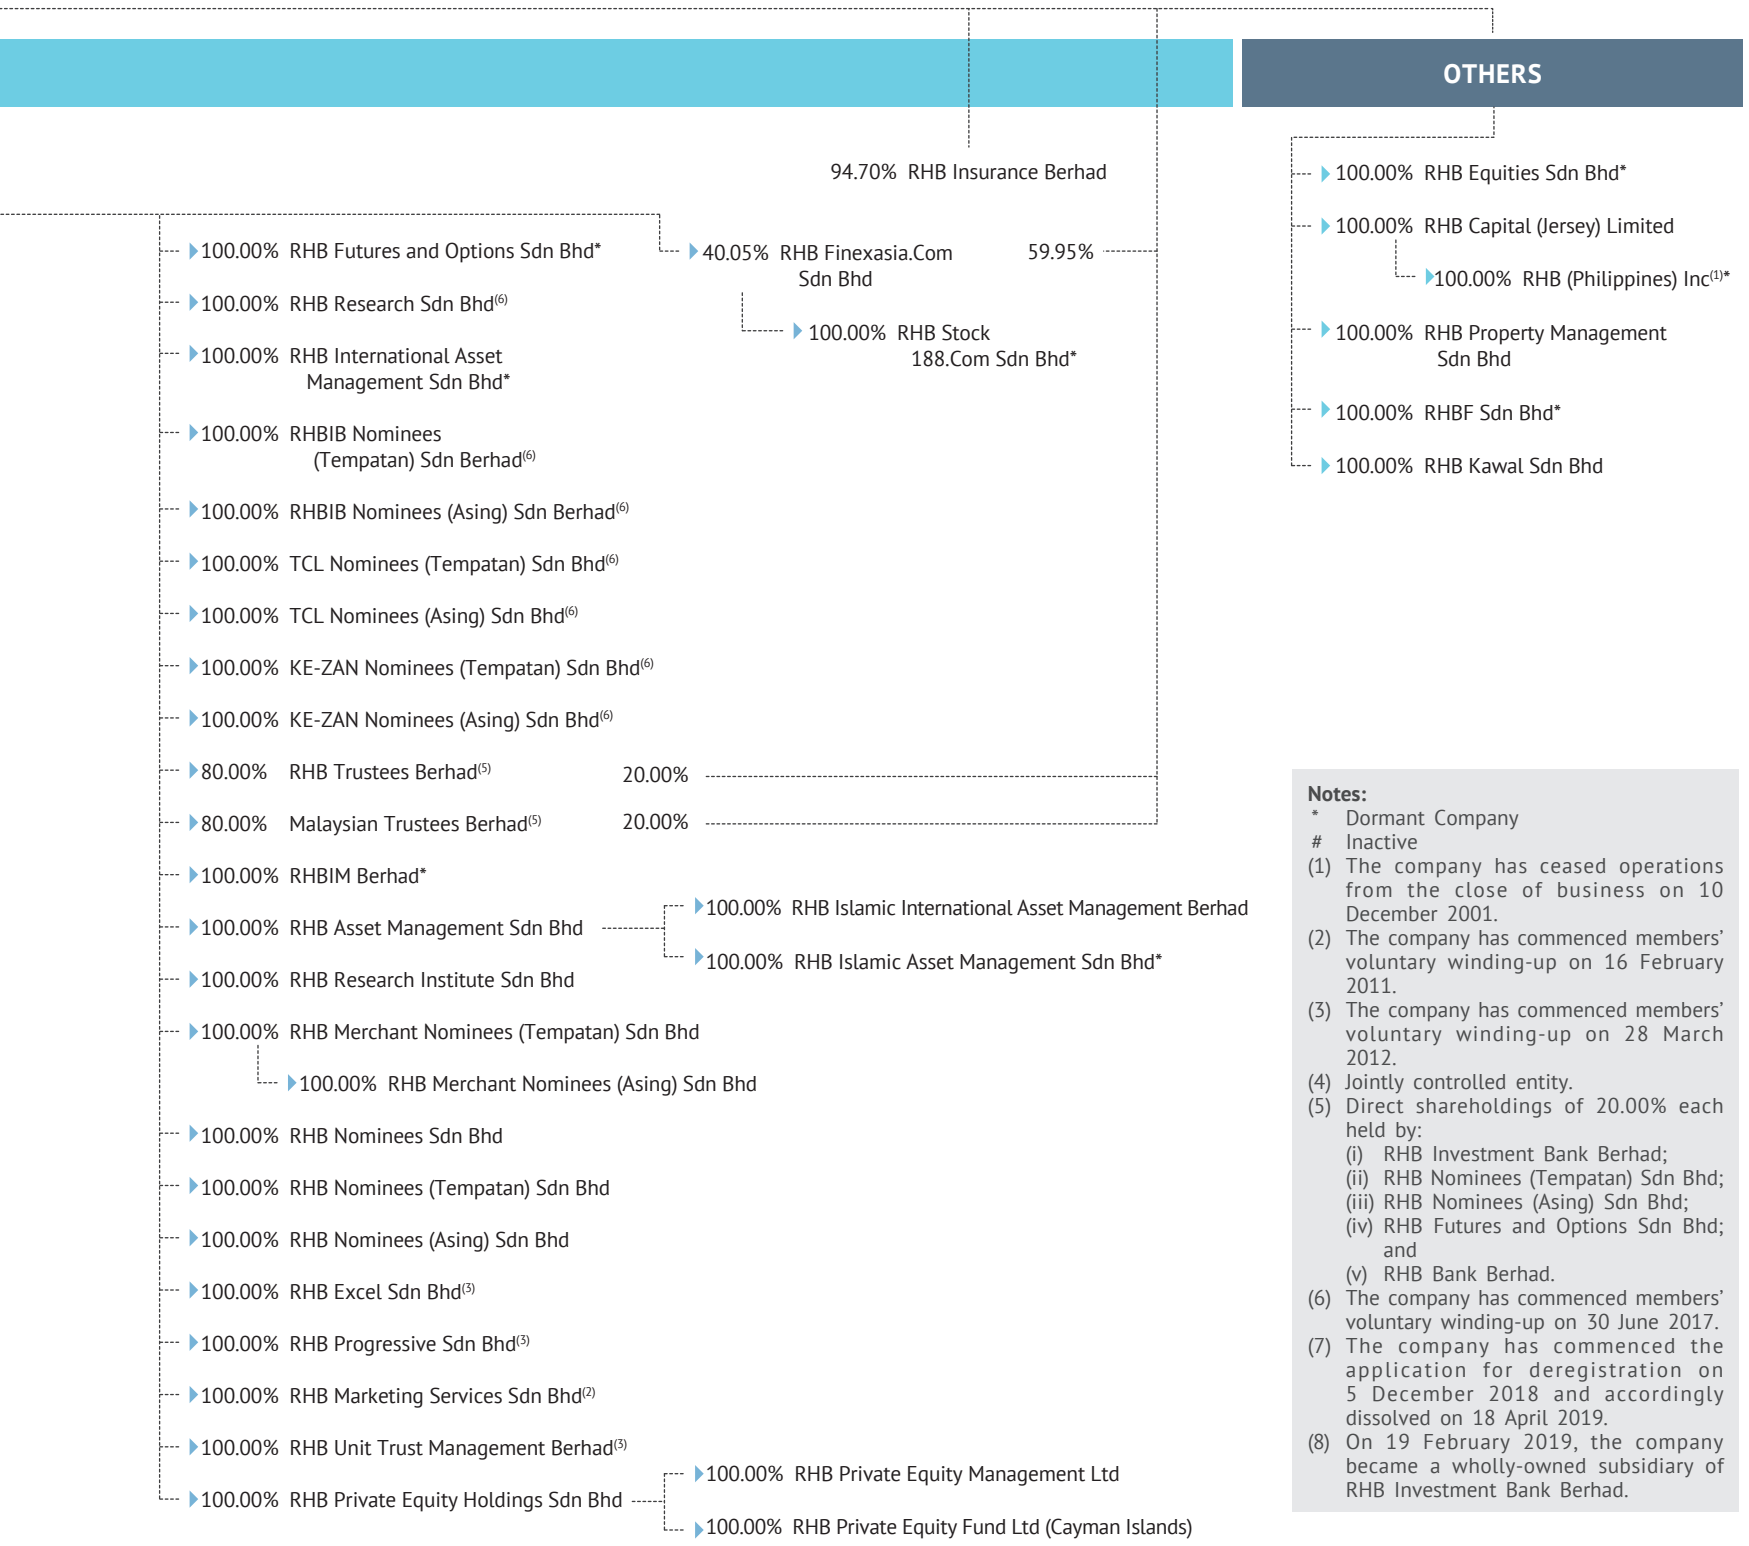 OTHERS
94.70% RHB Insurance Berhad
100.00% RHB Futures and Options Sdn Bhd*
100.00% RHB Research Sdn Bhd(6)
100.00% RHB International Asset
Management Sdn Bhd*
100.00% RHBIB Nominees
(Tempatan) Sdn Berhad(6)
100.00% RHBIB Nominees (Asing) Sdn Berhad(6)
100.00% TCL Nominees (Tempatan) Sdn Bhd(6)
100.00% TCL Nominees (Asing) Sdn Bhd(6)
100.00% KE-ZAN Nominees (Tempatan) Sdn Bhd(6)
100.00% KE-ZAN Nominees (Asing) Sdn Bhd(6)
80.00% RHB Trustees Berhad(5) 20.00%
80.00% Malaysian Trustees Berhad(5) 20.00%
100.00% RHBIM Berhad*
100.00% RHB Asset Management Sdn Bhd
100.00% RHB Islamic International Asset Management Berhad
100.00% RHB Islamic Asset Management Sdn Bhd*
100.00% RHB Research Institute Sdn Bhd
100.00% RHB Merchant Nominees (Tempatan) Sdn Bhd
100.00% RHB Merchant Nominees (Asing) Sdn Bhd
100.00% RHB Nominees Sdn Bhd
100.00% RHB Nominees (Tempatan) Sdn Bhd
100.00% RHB Nominees (Asing) Sdn Bhd
100.00% RHB Excel Sdn Bhd(3)
100.00% RHB Progressive Sdn Bhd(3)
100.00% RHB Marketing Services Sdn Bhd(2)
100.00% RHB Unit Trust Management Berhad(3)
100.00% RHB Private Equity Holdings Sdn Bhd
100.00% RHB Private Equity Management Ltd
100.00% RHB Private Equity Fund Ltd (Cayman Islands)
40.05% RHB Finexasia.Com 59.95%
Sdn Bhd
100.00% RHB Stock
188.Com Sdn Bhd*
100.00% RHB Equities Sdn Bhd*
100.00% RHB Capital (Jersey) Limited
100.00% RHB (Philippines) Inc(1)*
100.00% RHB Property Management
Sdn Bhd
100.00% RHBF Sdn Bhd*
100.00% RHB Kawal Sdn Bhd
Notes:
* Dormant Company
# Inactive
(1) The company has ceased operations
from the close of business on 10
December 2001.
(2) The company has commenced members’
voluntary winding-up on 16 February
2011.
(3) The company has commenced members’
voluntary winding-up on 28 March
2012.
(4) Jointly controlled entity.
(5) Direct shareholdings of 20.00% each
held by:
(i) RHB Investment Bank Berhad;
(ii) RHB Nominees (Tempatan) Sdn Bhd;
(iii) RHB Nominees (Asing) Sdn Bhd;
(iv) RHB Futures and Options Sdn Bhd;
and
(v) RHB Bank Berhad.
(6) The company has commenced members’
voluntary winding-up on 30 June 2017.
(7) The company has commenced the
application for deregistration on
5 December 2018 and accordingly
dissolved on 18 April 2019.
(8) On 19 February 2019, the company
became a wholly-owned subsidiary of
RHB Investment Bank Berhad.